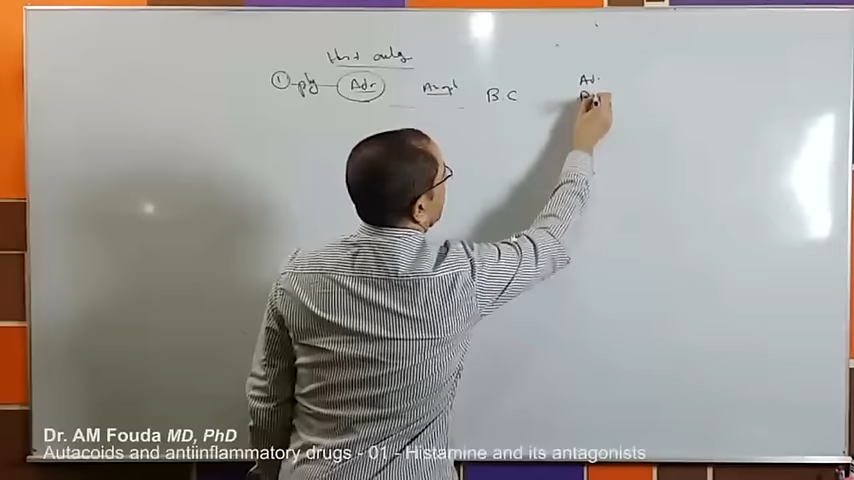 Hist antg
① phy Adr B C
Adr
Dr. AM Fouda MD, PhD
Autacoids and antiinflammatory drugs - 01 - Histamine and its antagonists